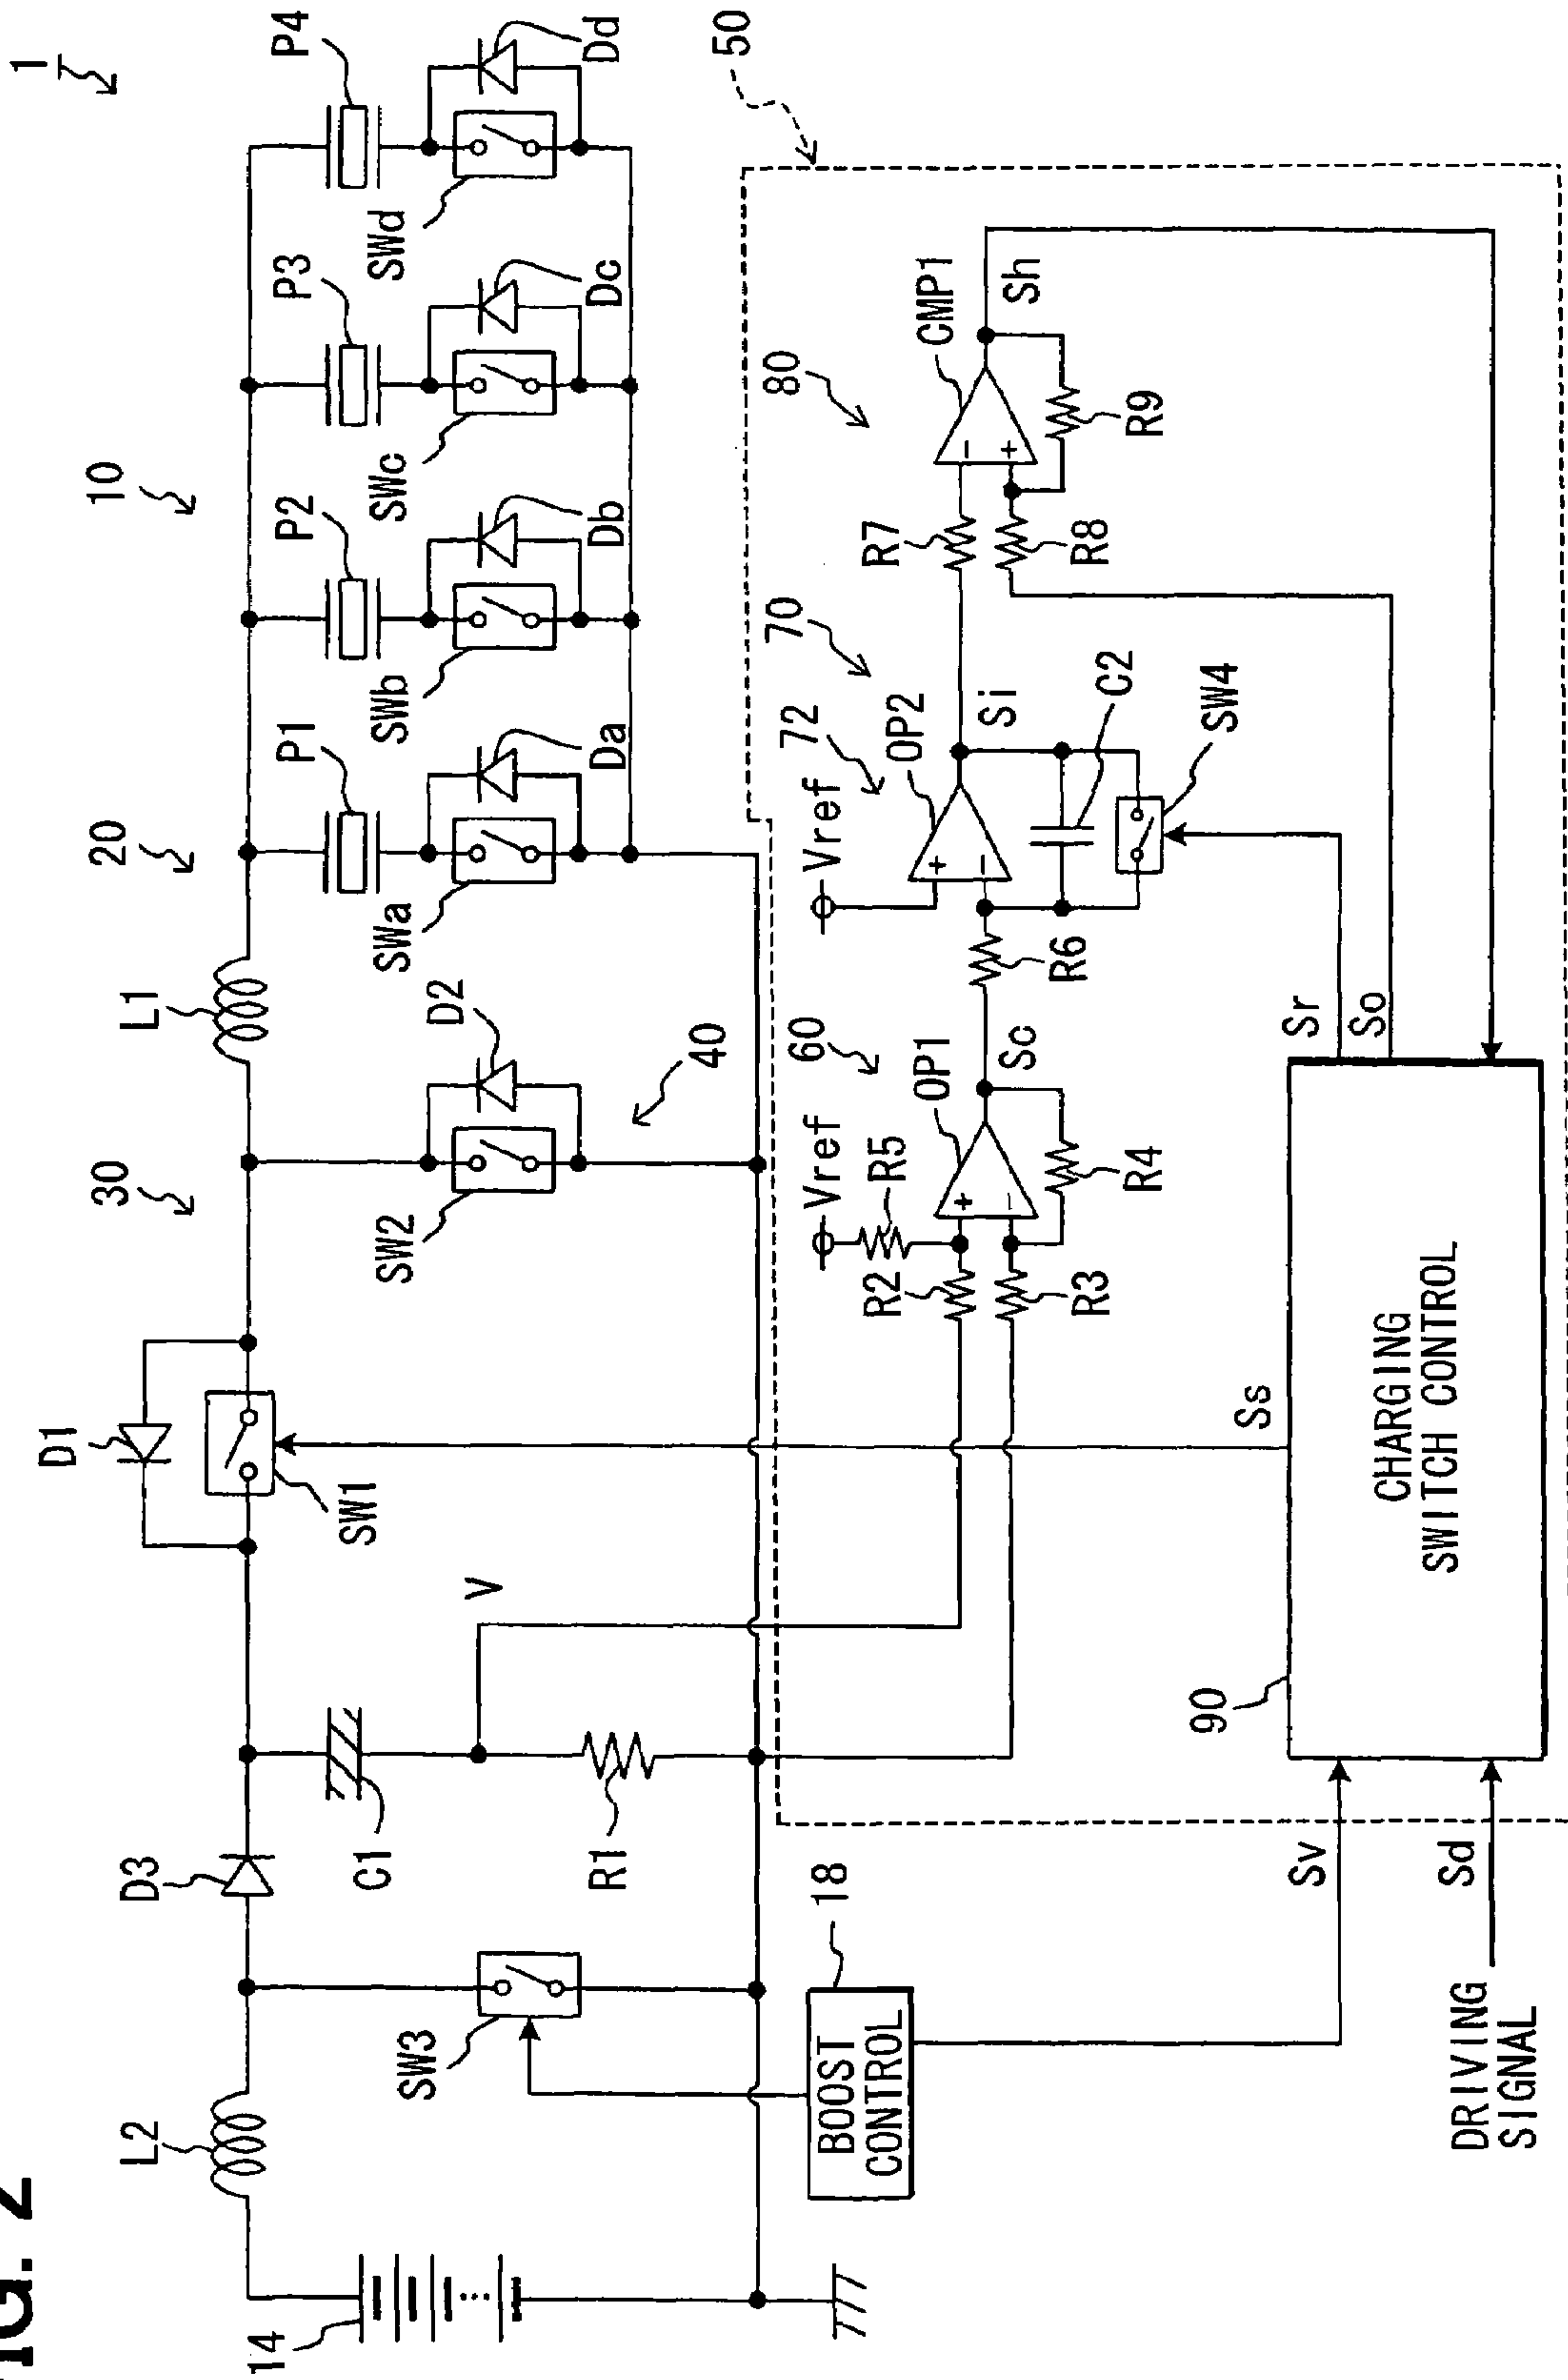 FIG. 2
1
10
20
30
40
50
P1
P2
P3
P4
L2
D3
D1
L1
14
C1
SW1
V
R1
SW3
SW2
D2
SWa
Da
SWb
Db
SWc
Dc
SWd
Dd
18
BOOST
CONTROL
60
Vref
R5
R2
R3
OP1
R4
Sc
R6
70
72
Vref
OP2
Si
C2
SW4
80
R7
R8
CMP1
R9
Sh
Ss
Sr
So
90
CHARGING
SWITCH CONTROL
Sv
Sd
DRIVING
SIGNAL